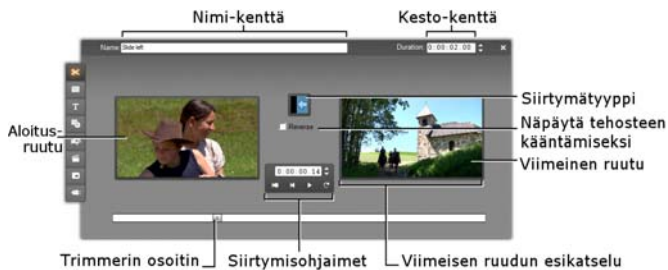 Nimi-kenttä
Kesto-kenttä
Name Slide left
Duration 0:00:02.00
Siirtymätyyppi
Reverse
Näpäytä tehosteen
kääntämiseksi
Aloitus-
ruutu
Viimeinen ruutu
0:00:00.14
Trimmerin osoitin
Siirtymisohjaimet
Viimeisen ruudun esikatselu